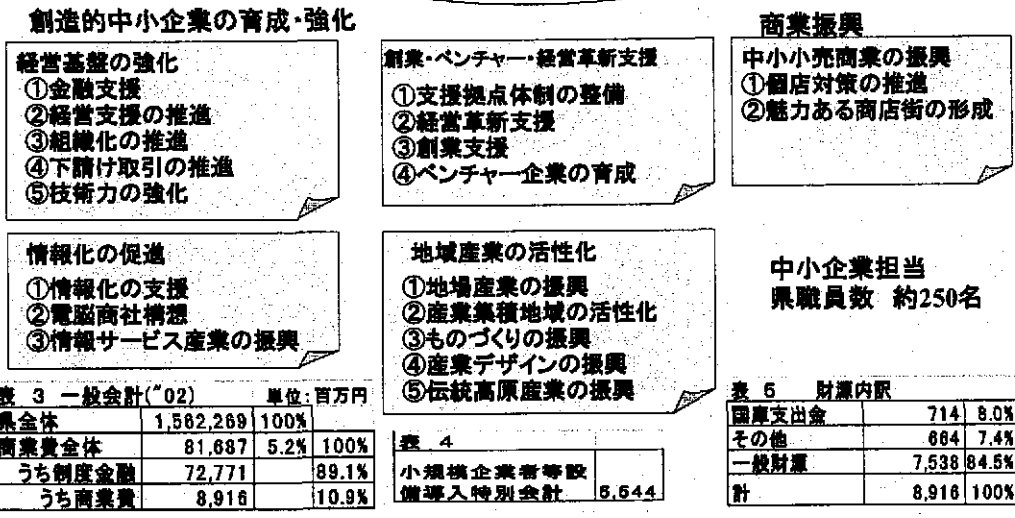 創造的中小企業の育成・強化
経営基盤の強化
①金融支援
②経営支援の推進
③組織化の推進
④下請け取引の推進
⑤技術力の強化
創業・ベンチャー・経営革新支援
①支援拠点体制の整備
②経営革新支援
③創業支援
④ベンチャー企業の育成
商業振興
中小小売商業の振興
①個店対策の推進
②魅力ある商店街の形成
情報化の促進
①情報化の支援
②電脳商社構想
③情報サービス産業の振興
地域産業の活性化
①地場産業の振興
②産業集積地域の活性化
③ものづくりの振興
④産業デザインの振興
⑤伝統高原産業の振興
中小企業担当
県職員数 約250名
表 3 一般会計("02) 単位:百万円
県全体 1,562,269 100%
商業費全体 81,687 5.2% 100%
うち制度金融 72,771 89.1%
うち商業費 8,916 10.9%
表 4
小規模企業者等設
備導入特別会計 5,544
表 5 財源内訳
国庫支出金 714 8.0%
その他 664 7.4%
一般財源 7,538 84.5%
計 8,916 100%